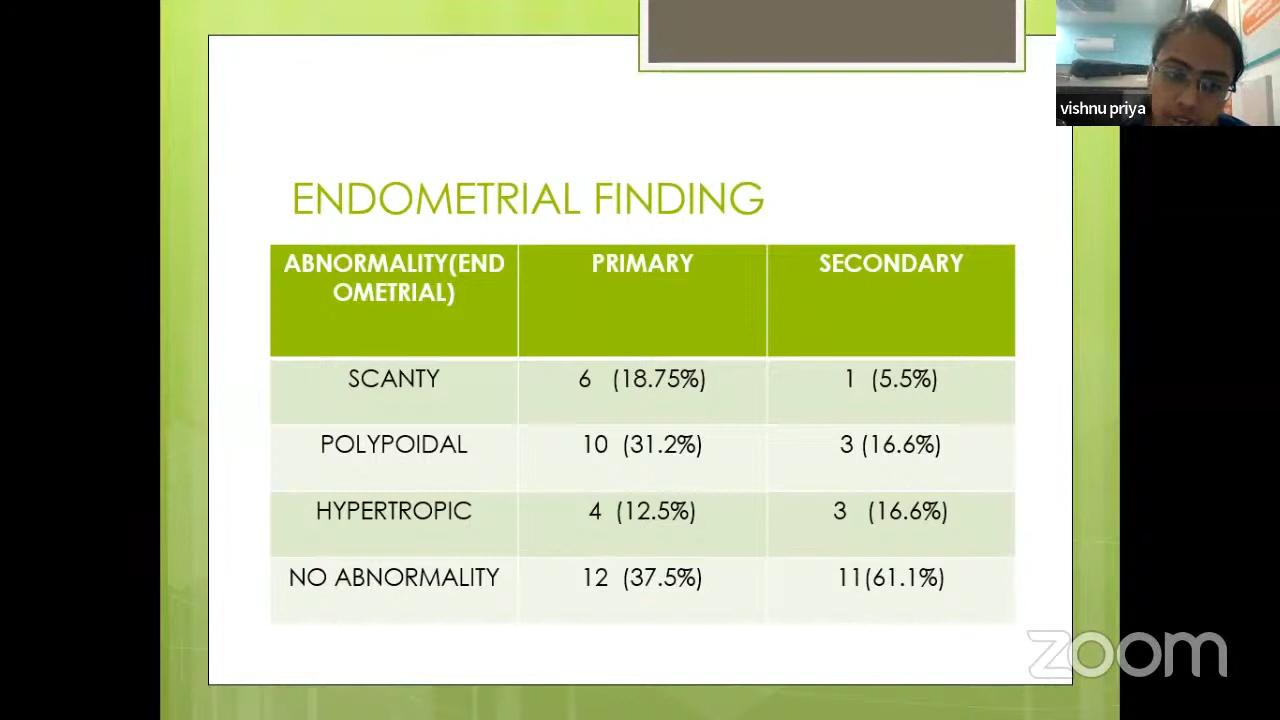 vishnu priya
ENDOMETRIAL FINDING
ABNORMALITY(END
OMETRIAL)
PRIMARY
SECONDARY
SCANTY 6 (18.75%) 1 (5.5%)
POLYPOIDAL 10 (31.2%) 3 (16.6%)
HYPERTROPIC 4 (12.5%) 3 (16.6%)
NO ABNORMALITY 12 (37.5%) 11(61.1%)
zoom